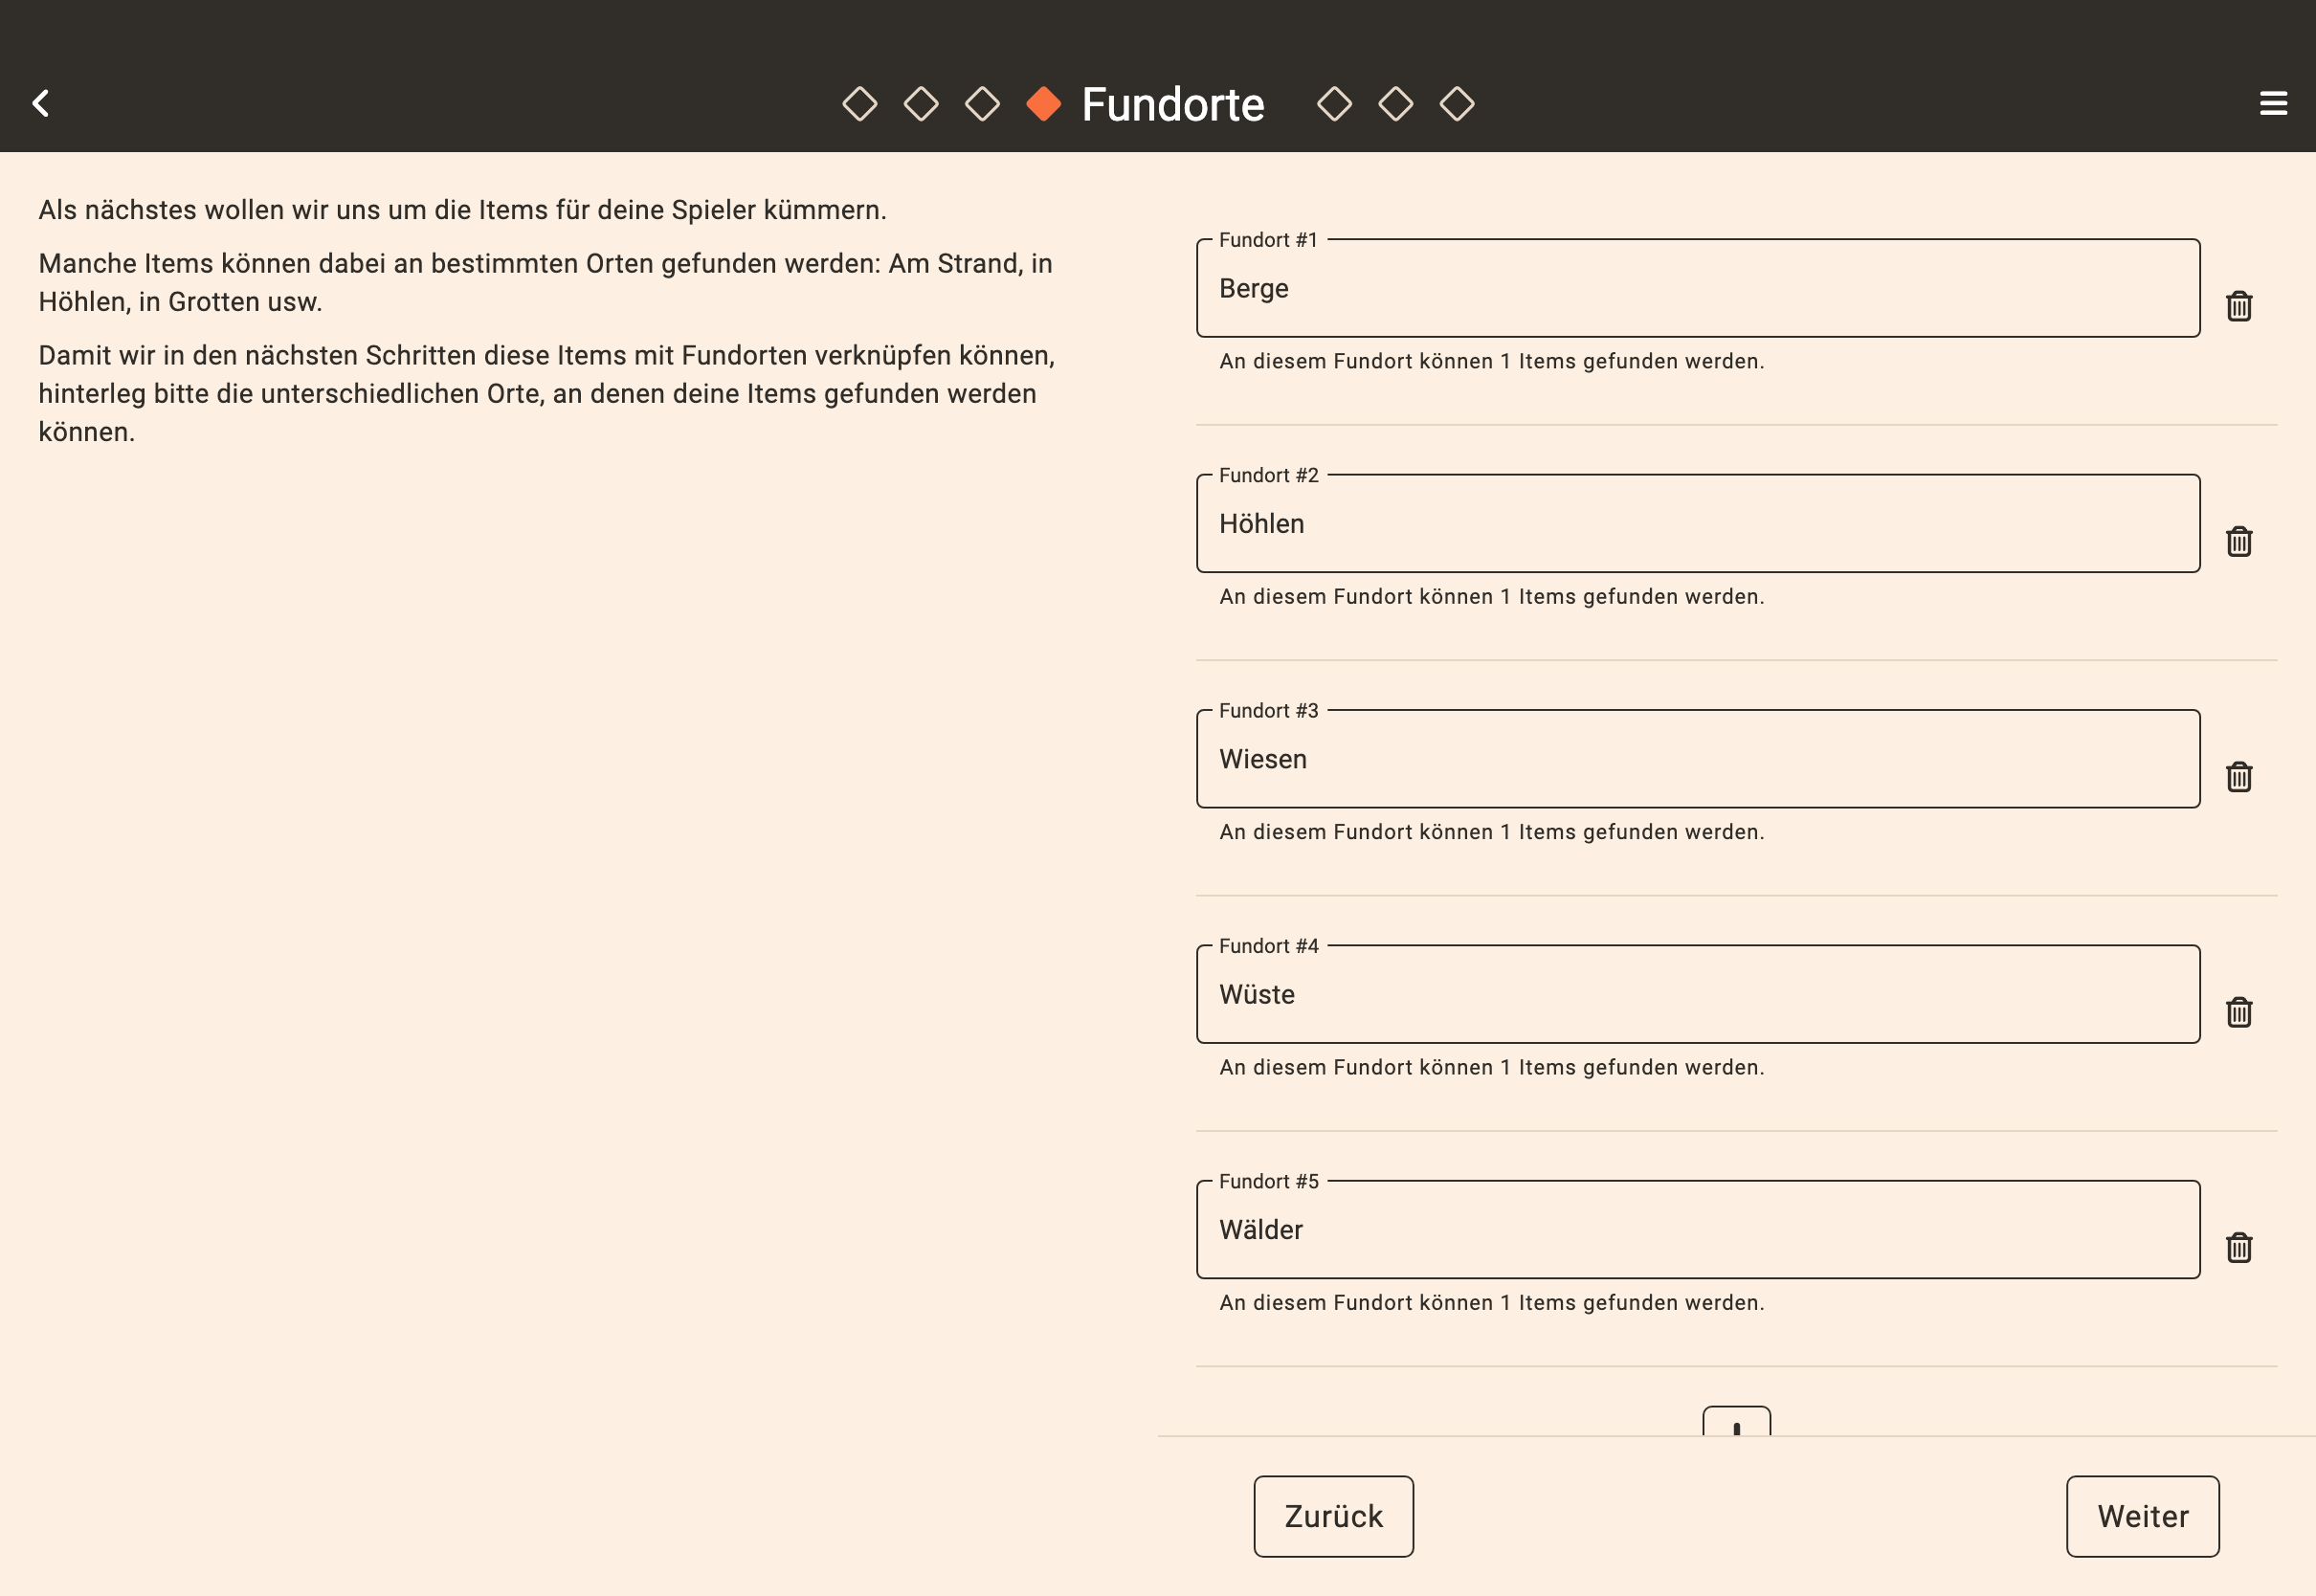 Fundorte
Als nächstes wollen wir uns um die Items für deine Spieler kümmern.
Manche Items können dabei an bestimmten Orten gefunden werden: Am Strand, in
Höhlen, in Grotten usw.
Damit wir in den nächsten Schritten diese Items mit Fundorten verknüpfen können,
hinterleg bitte die unterschiedlichen Orte, an denen deine Items gefunden werden
können.
Fundort #1
Berge
An diesem Fundort können 1 Items gefunden werden.
Fundort #2
Höhlen
An diesem Fundort können 1 Items gefunden werden.
Fundort #3
Wiesen
An diesem Fundort können 1 Items gefunden werden.
Fundort #4
Wüste
An diesem Fundort können 1 Items gefunden werden.
Fundort #5
Wälder
An diesem Fundort können 1 Items gefunden werden.
Zurück
Weiter